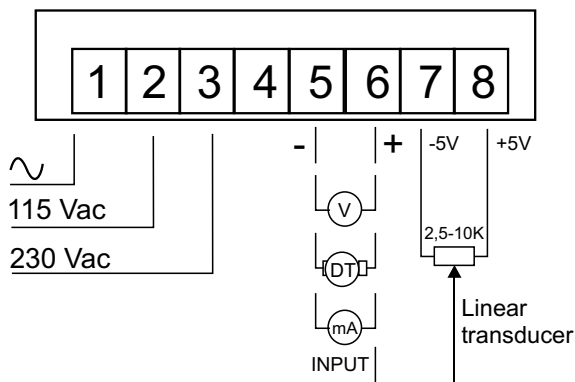 1 2 3 4 5 6 7 8
- + -5V +5V
115 Vac
V
2,5-10K
230 Vac
DT
Linear
transducer
mA
INPUT